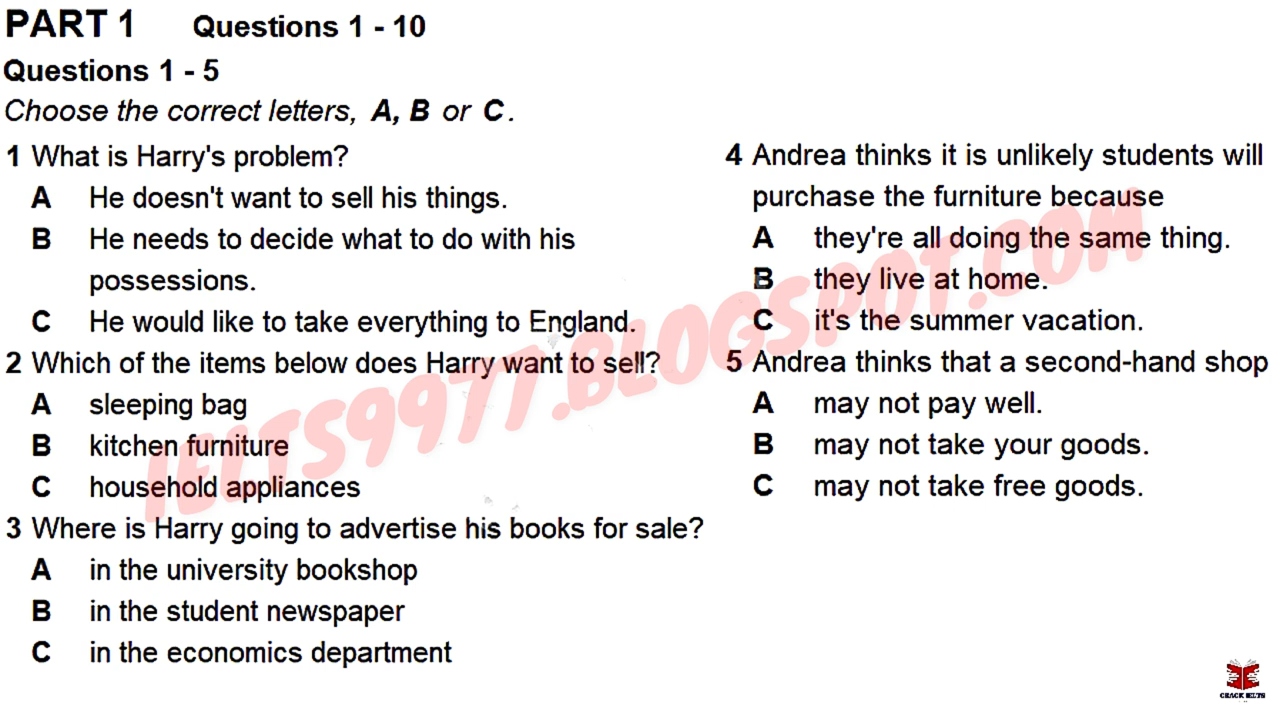 PART 1 Questions 1 - 10
Questions 1 - 5
Choose the correct letters, A, B or C.
1 What is Harry's problem?
A He doesn't want to sell his things.
B He needs to decide what to do with his
possessions.
C He would like to take everything to England.
2 Which of the items below does Harry want to sell?
A sleeping bag
B kitchen furniture
C household appliances
3 Where is Harry going to advertise his books for sale?
A in the university bookshop
B in the student newspaper
C in the economics department
4 Andrea thinks it is unlikely students will
purchase the furniture because
A they're all doing the same thing.
B they live at home.
C it's the summer vacation.
5 Andrea thinks that a second-hand shop
A may not pay well.
B may not take your goods.
C may not take free goods.
IELTS9977.BLOGSPOT.COM
CRACK IELTS